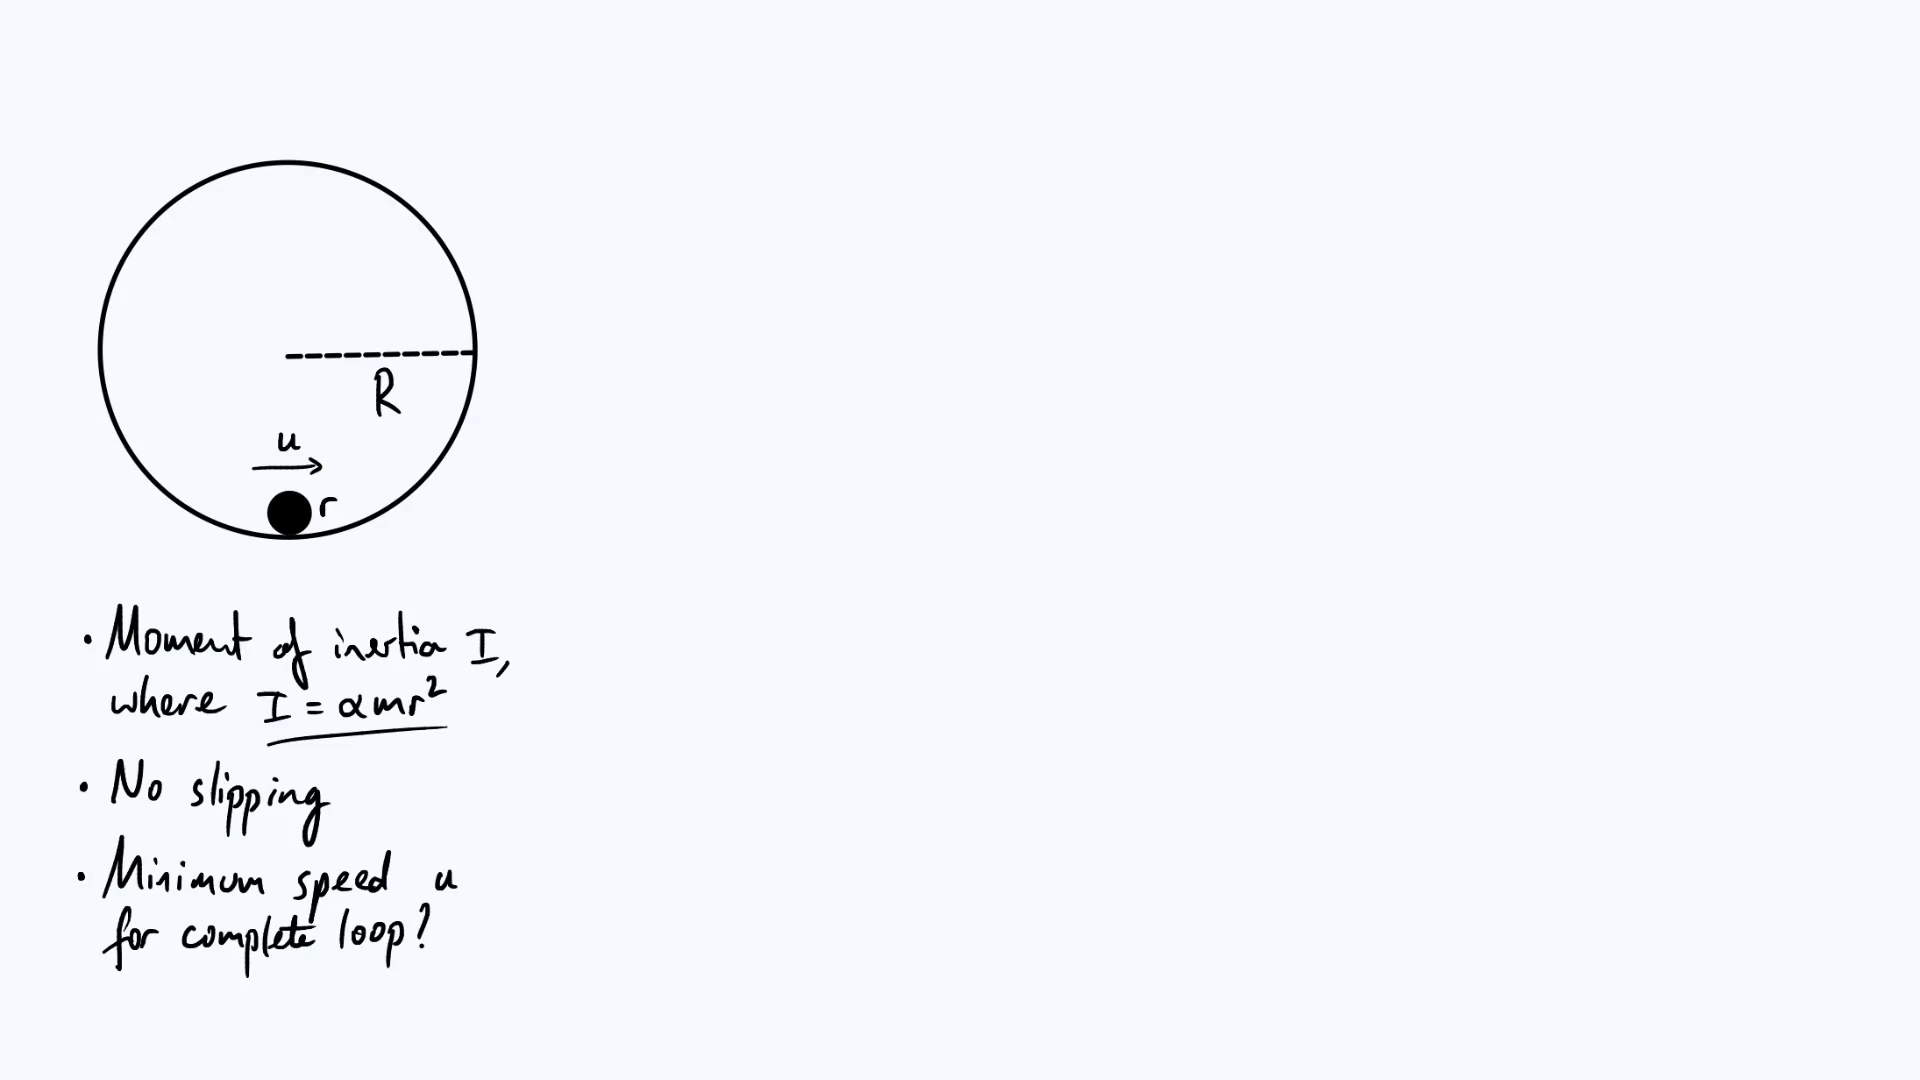 R
u
r
• Moment of inertia I,
where I = αmr²
• No slipping
• Minimum speed u
for complete loop?